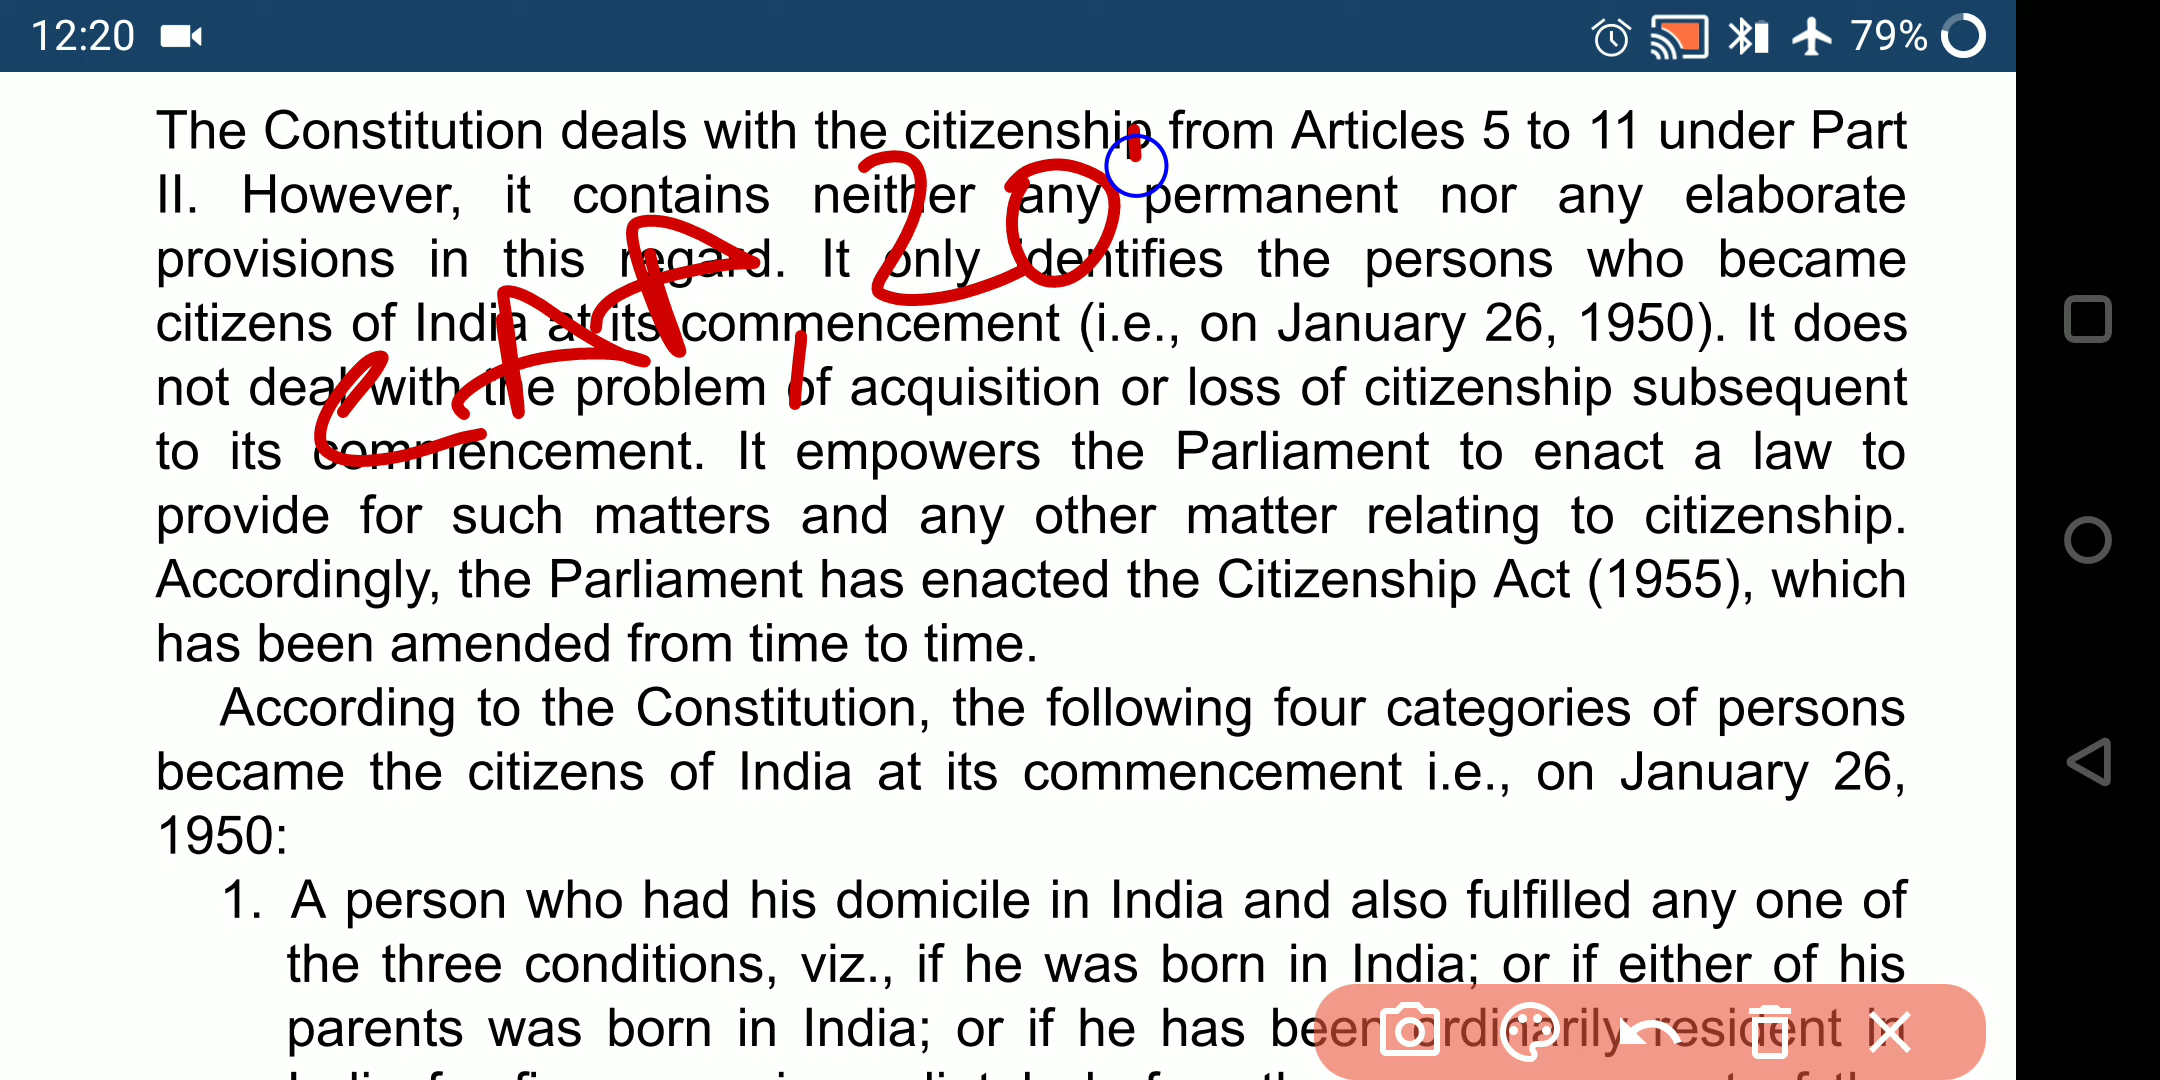 12:20 79%
The Constitution deals with the citizenship from Articles 5 to 11 under Part
II. However, it contains neither any permanent nor any elaborate
provisions in this regard. It only identifies the persons who became
citizens of India at its commencement (i.e., on January 26, 1950). It does
not deal with the problem of acquisition or loss of citizenship subsequent
to its commencement. It empowers the Parliament to enact a law to
provide for such matters and any other matter relating to citizenship.
Accordingly, the Parliament has enacted the Citizenship Act (1955), which
has been amended from time to time.
According to the Constitution, the following four categories of persons
became the citizens of India at its commencement i.e., on January 26,
1950:
1. A person who had his domicile in India and also fulfilled any one of
the three conditions, viz., if he was born in India; or if either of his
parents was born in India; or if he has been ordinarily resident in
CAA, 20